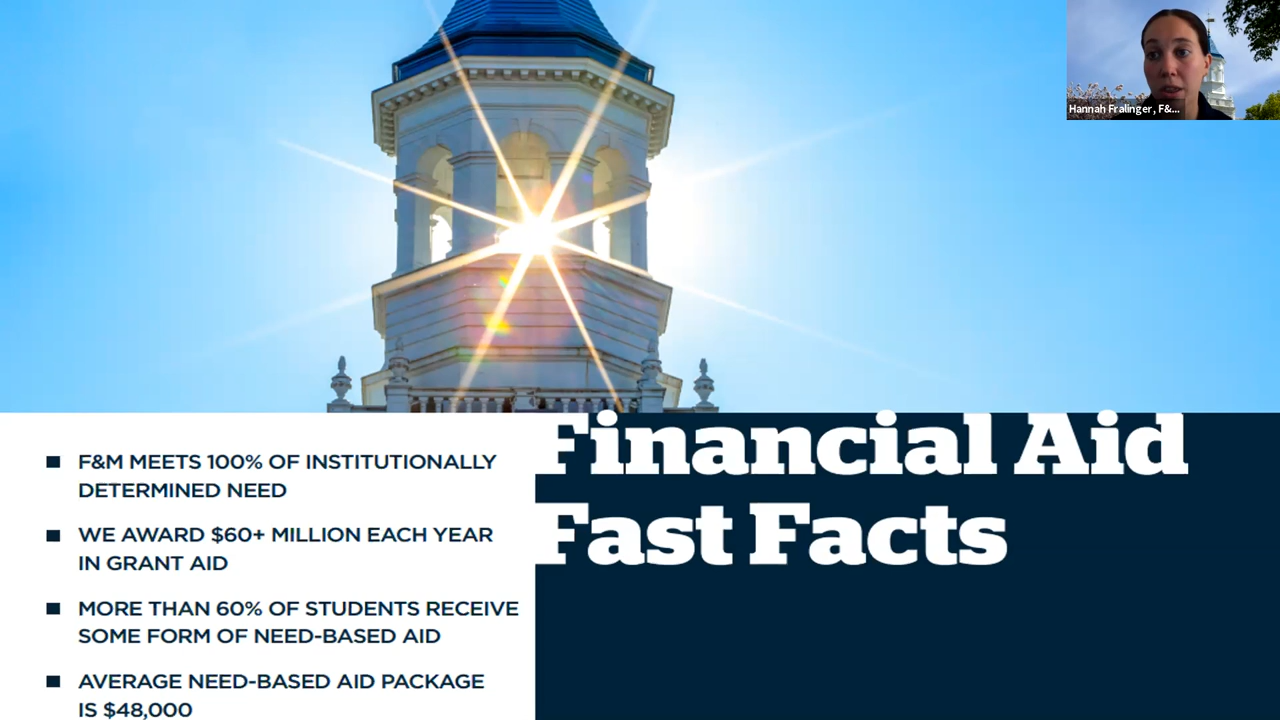 Hannah Fralinger, F&...
Financial Aid
Fast Facts
F&M MEETS 100% OF INSTITUTIONALLY
DETERMINED NEED
WE AWARD $60+ MILLION EACH YEAR
IN GRANT AID
MORE THAN 60% OF STUDENTS RECEIVE
SOME FORM OF NEED-BASED AID
AVERAGE NEED-BASED AID PACKAGE
IS $48,000